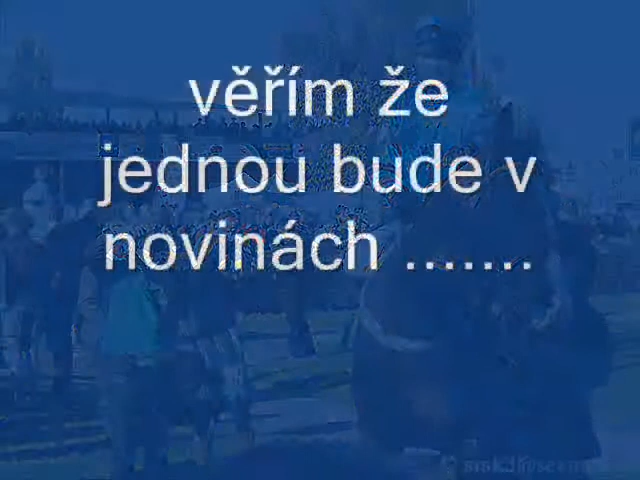 věřím že
jednou bude v
novinách .......